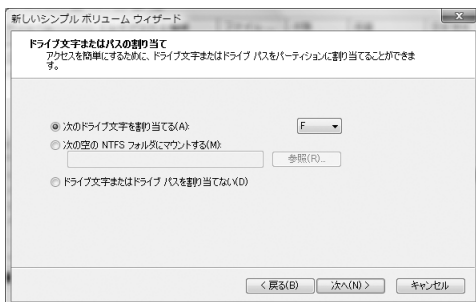 新しいシンプル ボリューム ウィザード
ドライブ文字またはパスの割り当て
アクセスを簡単にするために、ドライブ文字またはドライブ パスをパーティションに割り当てることができま
す。
次のドライブ文字を割り当てる(A):
F
次の空の NTFS フォルダにマウントする(M):
参照(R)...
ドライブ文字またはドライブ パスを割り当てない(D)
< 戻る(B)
次へ(N) >
キャンセル